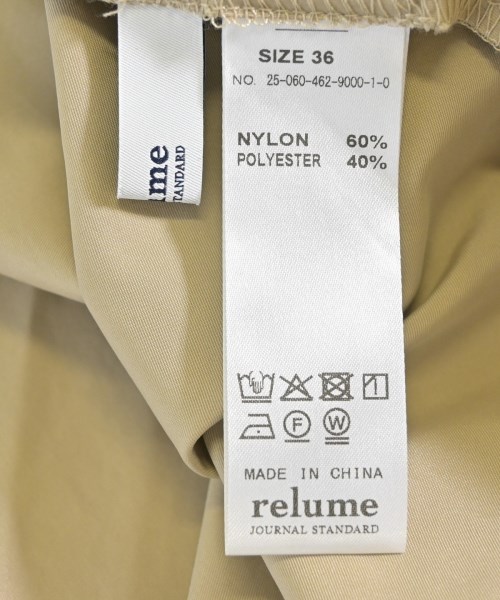 SIZE 36
NO. 25-060-462-9000-1-0
NYLON 60%
POLYESTER 40%
F W
MADE IN CHINA
relume
JOURNAL STANDARD
ume
STANDARD